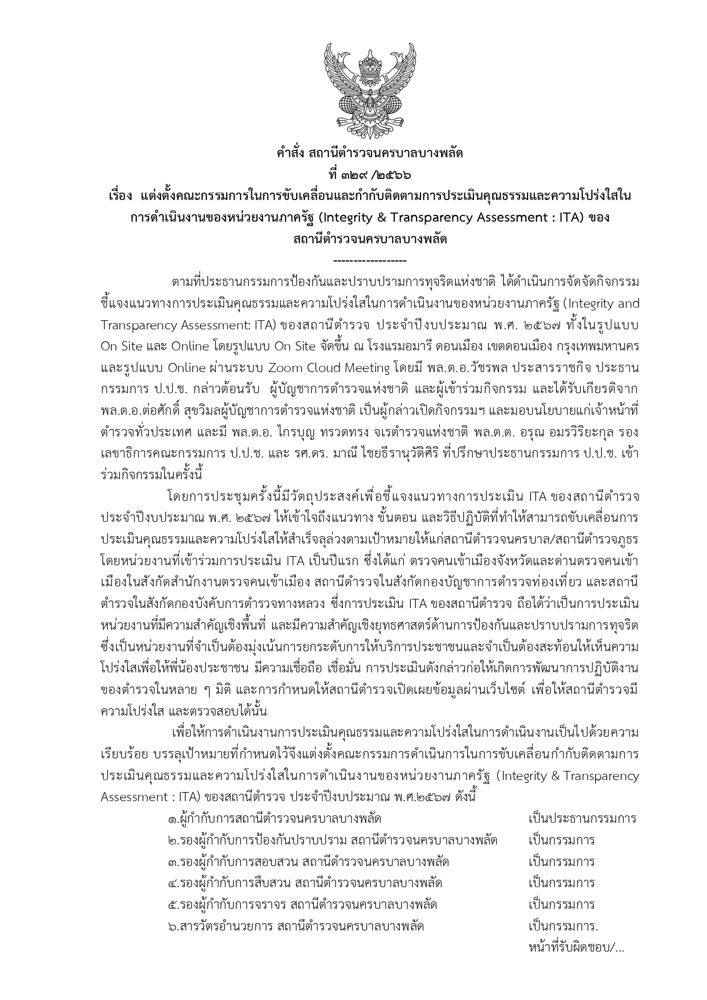 คำสั่ง สถานีตำรวจนครบาลบางพลัด
ที่ ๓๒๙ /๒๕๖๖
เรื่อง แต่งตั้งคณะกรรมการในการขับเคลื่อนและกำกับติดตามการประเมินคุณธรรมและความโปร่งใสใน
การดำเนินงานของหน่วยงานภาครัฐ (Integrity & Transparency Assessment : ITA) ของ
สถานีตำรวจนครบาลบางพลัด
------------------
ตามที่ประธานกรรมการป้องกันและปราบปรามการทุจริตแห่งชาติ ได้ดำเนินการจัดจัดกิจกรรม
ชี้แจงแนวทางการประเมินคุณธรรมและความโปร่งใสในการดำเนินงานของหน่วยงานภาครัฐ (Integrity and
Transparency Assessment: ITA) ของสถานีตำรวจ ประจำปีงบประมาณ พ.ศ. ๒๕๖๗ ทั้งในรูปแบบ
On Site และ Online โดยรูปแบบ On Site จัดขึ้น ณ โรงแรมอมารี ดอนเมือง เขตดอนเมือง กรุงเทพมหานคร
และรูปแบบ Online ผ่านระบบ Zoom Cloud Meeting โดยมี พล.ต.อ.วัชรพล ประสารราชกิจ ประธาน
กรรมการ ป.ป.ช. กล่าวต้อนรับ ผู้บัญชาการตำรวจแห่งชาติ และผู้เข้าร่วมกิจกรรม และได้รับเกียรติจาก
พล.ต.อ.ต่อศักดิ์ สุขวิมลผู้บัญชาการตำรวจแห่งชาติ เป็นผู้กล่าวเปิดกิจกรรมฯ และมอบนโยบายแก่เจ้าหน้าที่
ตำรวจทั่วประเทศ และมี พล.ต.อ. ไกรบุญ ทรวดทรง จเรตำรวจแห่งชาติ พล.ต.ต. อรุณ อมรวิริยะกุล รอง
เลขาธิการคณะกรรมการ ป.ป.ช. และ รศ.ดร. มาณี ไชยธีรานุวัติศิริ ที่ปรึกษาประธานกรรมการ ป.ป.ช. เข้า
ร่วมกิจกรรมในครั้งนี้
โดยการประชุมครั้งนี้มีวัตถุประสงค์เพื่อชี้แจงแนวทางการประเมิน ITA ของสถานีตำรวจ
ประจำปีงบประมาณ พ.ศ. ๒๕๖๗ ให้เข้าใจถึงแนวทาง ขั้นตอน และวิธีปฏิบัติที่ทำให้สามารถขับเคลื่อนการ
ประเมินคุณธรรมและความโปร่งใสให้สำเร็จลุล่วงตามเป้าหมายให้แก่สถานีตำรวจนครบาล/สถานีตำรวจภูธร
โดยหน่วยงานที่เข้าร่วมการประเมิน ITA เป็นปีแรก ซึ่งได้แก่ ตรวจคนเข้าเมืองจังหวัดและด่านตรวจคนเข้า
เมืองในสังกัดสำนักงานตรวจคนเข้าเมือง สถานีตำรวจในสังกัดกองบัญชาการตำรวจท่องเที่ยว และสถานี
ตำรวจในสังกัดกองบังคับการตำรวจทางหลวง ซึ่งการประเมิน ITA ของสถานีตำรวจ ถือได้ว่าเป็นการประเมิน
หน่วยงานที่มีความสำคัญเชิงพื้นที่ และมีความสำคัญเชิงยุทธศาสตร์ด้านการป้องกันและปราบปรามการทุจริต
ซึ่งเป็นหน่วยงานที่จำเป็นต้องมุ่งเน้นการยกระดับการให้บริการประชาชนและจำเป็นต้องสะท้อนให้เห็นความ
โปร่งใสเพื่อให้พี่น้องประชาชน มีความเชื่อถือ เชื่อมั่น การประเมินดังกล่าวก่อให้เกิดการพัฒนาการปฏิบัติงาน
ของตำรวจในหลาย ๆ มิติ และการกำหนดให้สถานีตำรวจเปิดเผยข้อมูลผ่านเว็บไซต์ เพื่อให้สถานีตำรวจมี
ความโปร่งใส และตรวจสอบได้นั้น
เพื่อให้การดำเนินงานการประเมินคุณธรรมและความโปร่งใสในการดำเนินงานเป็นไปด้วยความ
เรียบร้อย บรรลุเป้าหมายที่กำหนดไว้จึงแต่งตั้งคณะกรรมการดำเนินการในการขับเคลื่อนกำกับติดตามการ
ประเมินคุณธรรมและความโปร่งใสในการดำเนินงานของหน่วยงานภาครัฐ (Integrity & Transparency
Assessment : ITA) ของสถานีตำรวจ ประจำปีงบประมาณ พ.ศ.๒๕๖๗ ดังนี้
๑.ผู้กำกับการสถานีตำรวจนครบาลบางพลัด เป็นประธานกรรมการ
๒.รองผู้กำกับการป้องกันปราบปราม สถานีตำรวจนครบาลบางพลัด เป็นกรรมการ
๓.รองผู้กำกับการสอบสวน สถานีตำรวจนครบาลบางพลัด เป็นกรรมการ
๔.รองผู้กำกับการสืบสวน สถานีตำรวจนครบาลบางพลัด เป็นกรรมการ
๕.รองผู้กำกับการจราจร สถานีตำรวจนครบาลบางพลัด เป็นกรรมการ
๖.สารวัตรอำนวยการ สถานีตำรวจนครบาลบางพลัด เป็นกรรมการ.
หน้าที่รับผิดชอบ/...